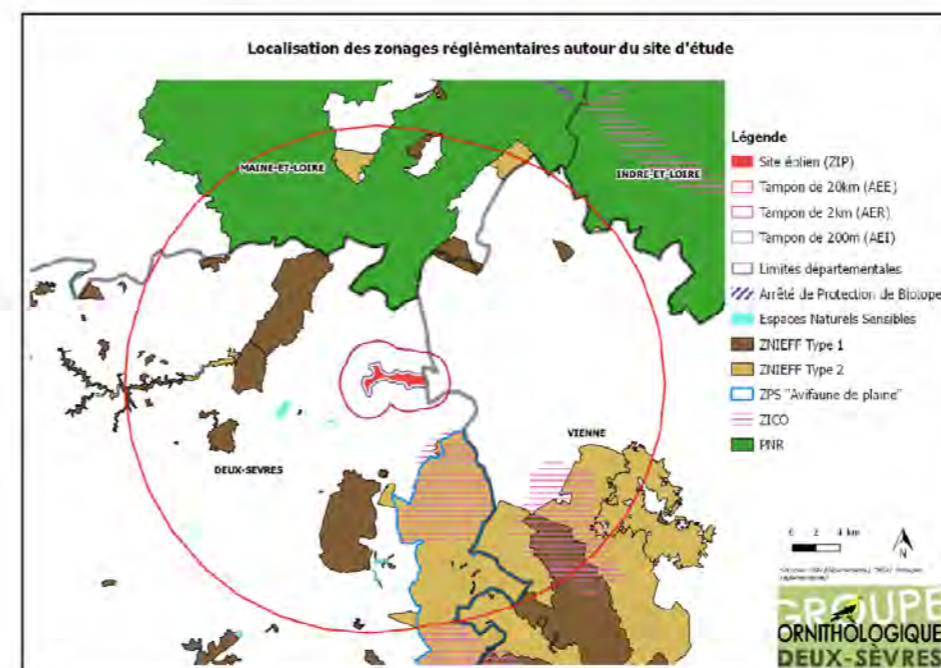 Localisation des zonages réglèmentaires autour du site d'étude
MAINE-ET-LOIRE
INDRE-ET-LOIRE
VIENNE
DEUX-SÈVRES
Légende
Site éolien (ZIP)
Tampon de 20km (AEE)
Tampon de 2km (AER)
Tampon de 200m (AEI)
Limites départementales
Arrêté de Protection de Biotope
Espaces Naturels Sensibles
ZNIEFF Type 1
ZNIEFF Type 2
ZPS "Avifaune de plaine"
ZICO
PNR
0 2 4 km
N
GROUPE
ORNITHOLOGIQUE
DEUX-SÈVRES